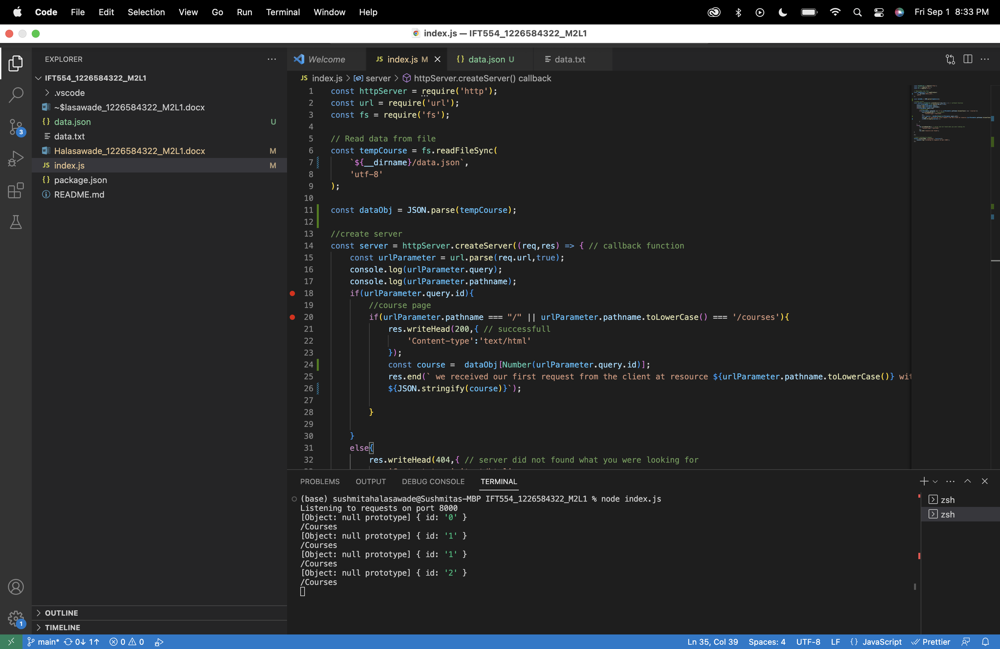 Code File Edit Selection View Go Run Terminal Window Help Fri Sep 1 8:33 PM
index.js — IFT554_1226584322_M2L1
EXPLORER
IFT554_1226584322_M2L1
.vscode
~$lasawade_1226584322_M2L1.docx
data.json U
data.txt
Halasawade_1226584322_M2L1.docx M
index.js M
package.json
README.md
OUTLINE
TIMELINE
3
1
Welcome JS index.js M {} data.json U data.txt
JS index.js > server > httpServer.createServer() callback
1 const httpServer = require('http');
2 const url = require('url');
3 const fs = require('fs');
4
5 // Read data from file
6 const tempCourse = fs.readFileSync(
7 `${__dirname}/data.json`,
8 'utf-8'
9 );
10
11 const dataObj = JSON.parse(tempCourse);
12
13 //create server
14 const server = httpServer.createServer((req,res) => { // callback function
15 const urlParameter = url.parse(req.url,true);
16 console.log(urlParameter.query);
17 console.log(urlParameter.pathname);
18 if(urlParameter.query.id){
19 //course page
20 if(urlParameter.pathname === "/" || urlParameter.pathname.toLowerCase() === '/courses'){
21 res.writeHead(200,{ // successfull
22 'Content-type':'text/html'
23 });
24 const course =  dataObj[Number(urlParameter.query.id)];
25 res.end(` we received our first request from the client at resource ${urlParameter.pathname.toLowerCase()} wit
26 ${JSON.stringify(course)}`);
27
28 }
29
30 }
31 else{
32 res.writeHead(404,{ // server did not found what you were looking for
PROBLEMS OUTPUT DEBUG CONSOLE TERMINAL
(base) sushmitahalasawade@Sushmitas-MBP IFT554_1226584322_M2L1 % node index.js
Listening to requests on port 8000
[Object: null prototype] { id: '0' }
/Courses
[Object: null prototype] { id: '1' }
/Courses
[Object: null prototype] { id: '1' }
/Courses
[Object: null prototype] { id: '2' }
/Courses
zsh
zsh
main* 0↓ 1↑ 0 0 Ln 35, Col 39 Spaces: 4 UTF-8 LF {} JavaScript Prettier